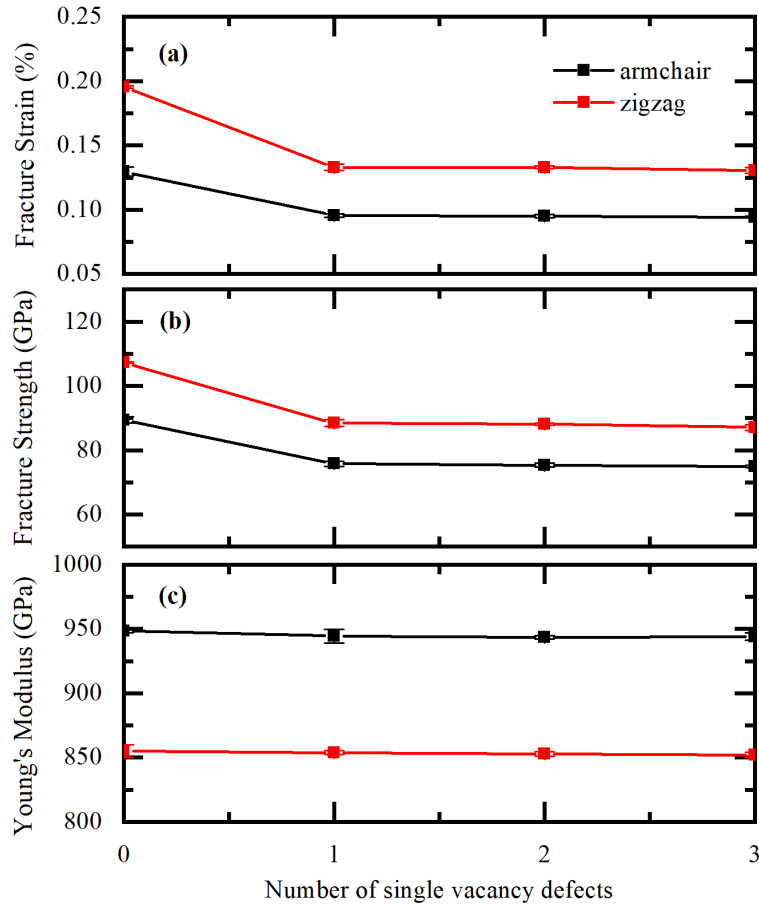 (a)
armchair
zigzag
Fracture Strain (%)
0.25
0.20
0.15
0.10
0.05
(b)
Fracture Strength (GPa)
120
100
80
60
(c)
Young's Modulus (GPa)
1000
950
900
850
800
0 1 2 3
Number of single vacancy defects